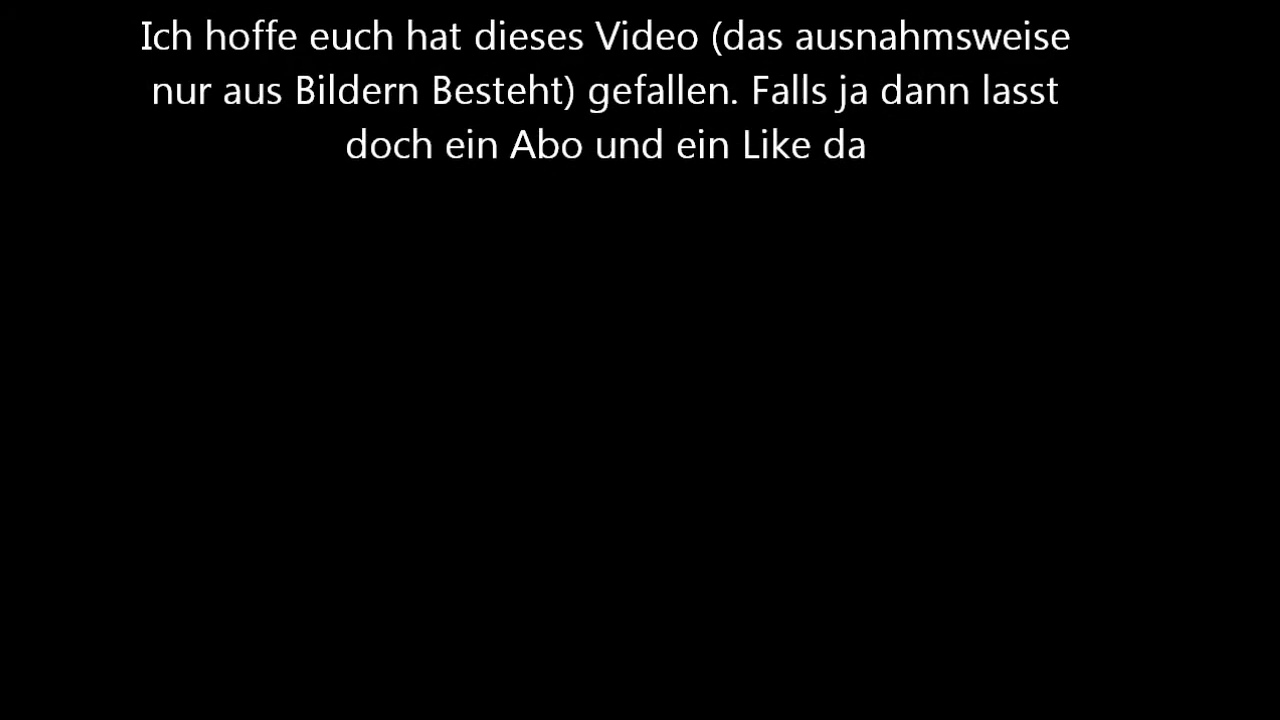 Ich hoffe euch hat dieses Video (das ausnahmsweise
nur aus Bildern Besteht) gefallen. Falls ja dann lasst
doch ein Abo und ein Like da